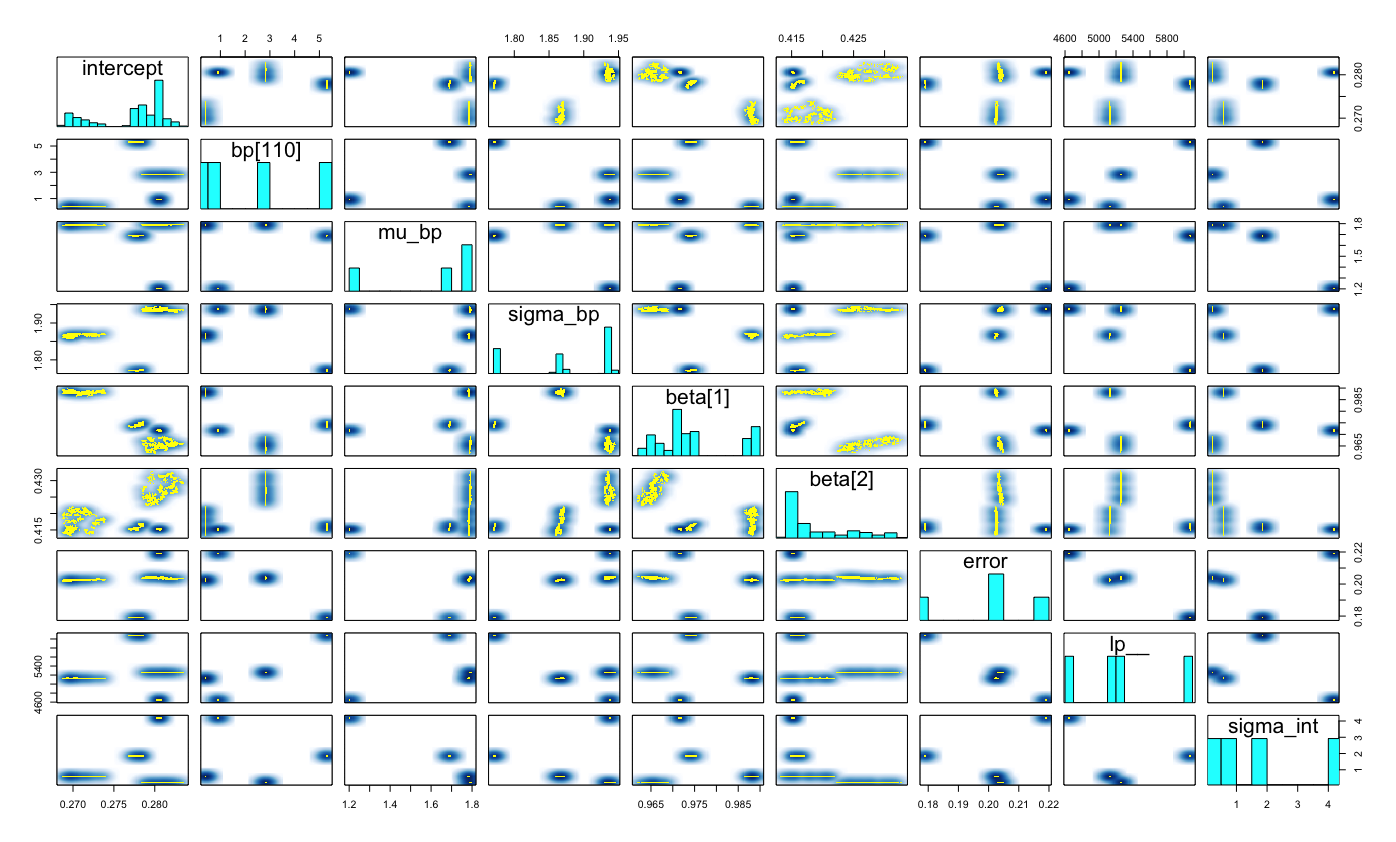 1 2 3 4 5
1.80 1.85 1.90 1.95
0.415 0.425
4600 5000 5400 5800
intercept
0.270 0.280
bp[110]
1 3 5
mu_bp
1.2 1.5 1.8
sigma_bp
1.80 1.90
beta[1]
0.965 0.985
beta[2]
0.415 0.430
error
0.18 0.20 0.22
lp__
4600 5400
sigma_int
1 2 3 4
0.270 0.275 0.280
1.2 1.4 1.6 1.8
0.965 0.975 0.985
0.18 0.19 0.20 0.21 0.22
1 2 3 4